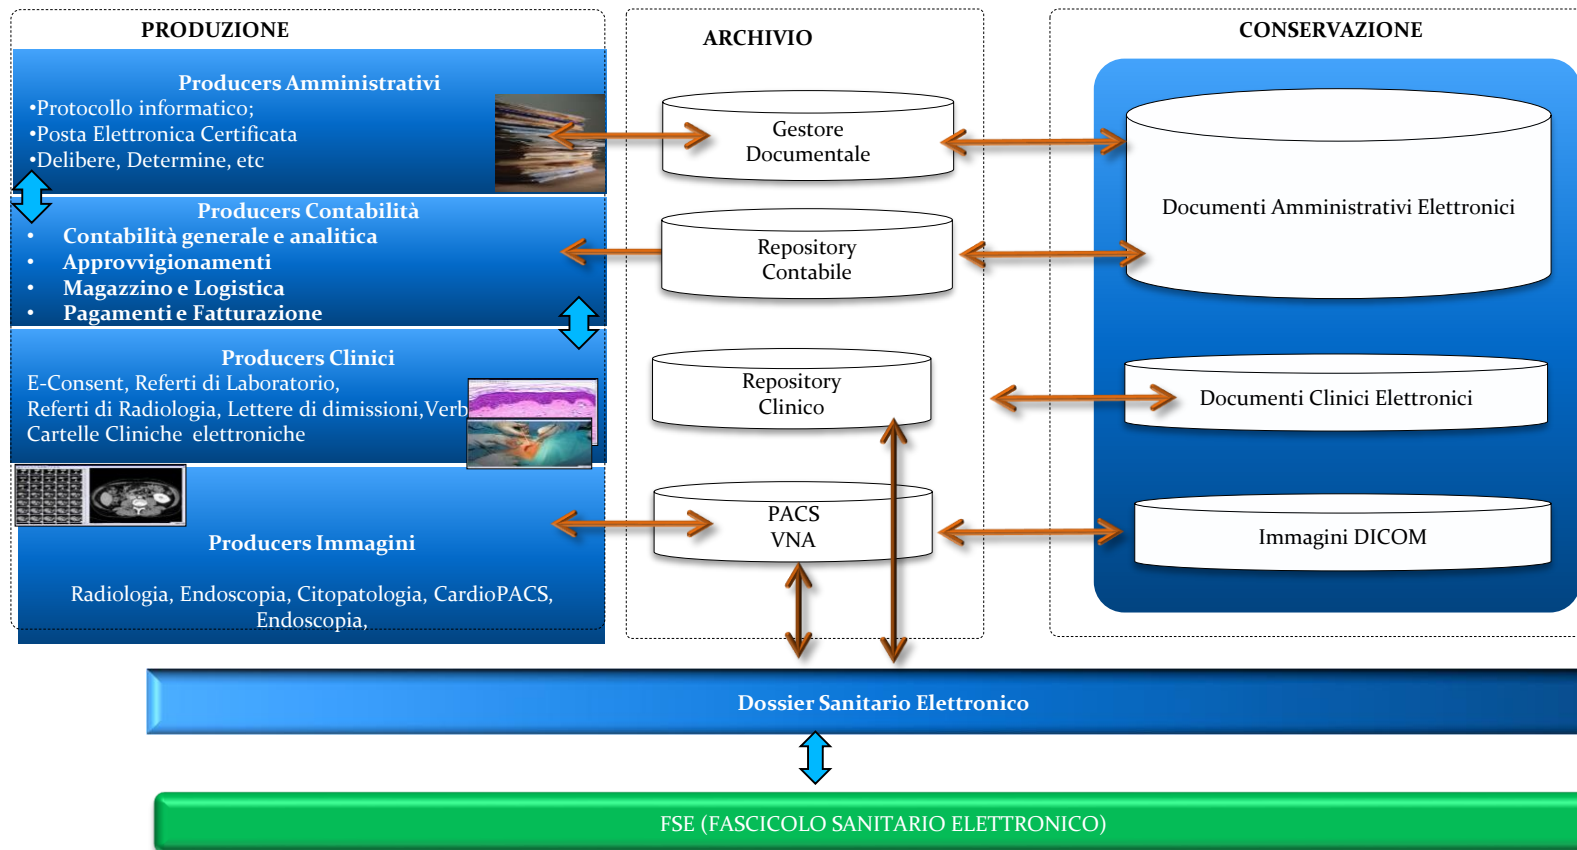 PRODUZIONE
Producers Amministrativi
•Protocollo informatico;
•Posta Elettronica Certificata
•Delibere, Determine, etc
Producers Contabilità
• Contabilità generale e analitica
• Approvvigionamenti
• Magazzino e Logistica
• Pagamenti e Fatturazione
Producers Clinici
E-Consent, Referti di Laboratorio,
Referti di Radiologia, Lettere di dimissioni,Verb
Cartelle Cliniche elettroniche
Producers Immagini
Radiologia, Endoscopia, Citopatologia, CardioPACS,
Endoscopia,
ARCHIVIO
Gestore
Documentale
Repository
Contabile
Repository
Clinico
PACS
VNA
CONSERVAZIONE
Documenti Amministrativi Elettronici
Documenti Clinici Elettronici
Immagini DICOM
Dossier Sanitario Elettronico
FSE (FASCICOLO SANITARIO ELETTRONICO)